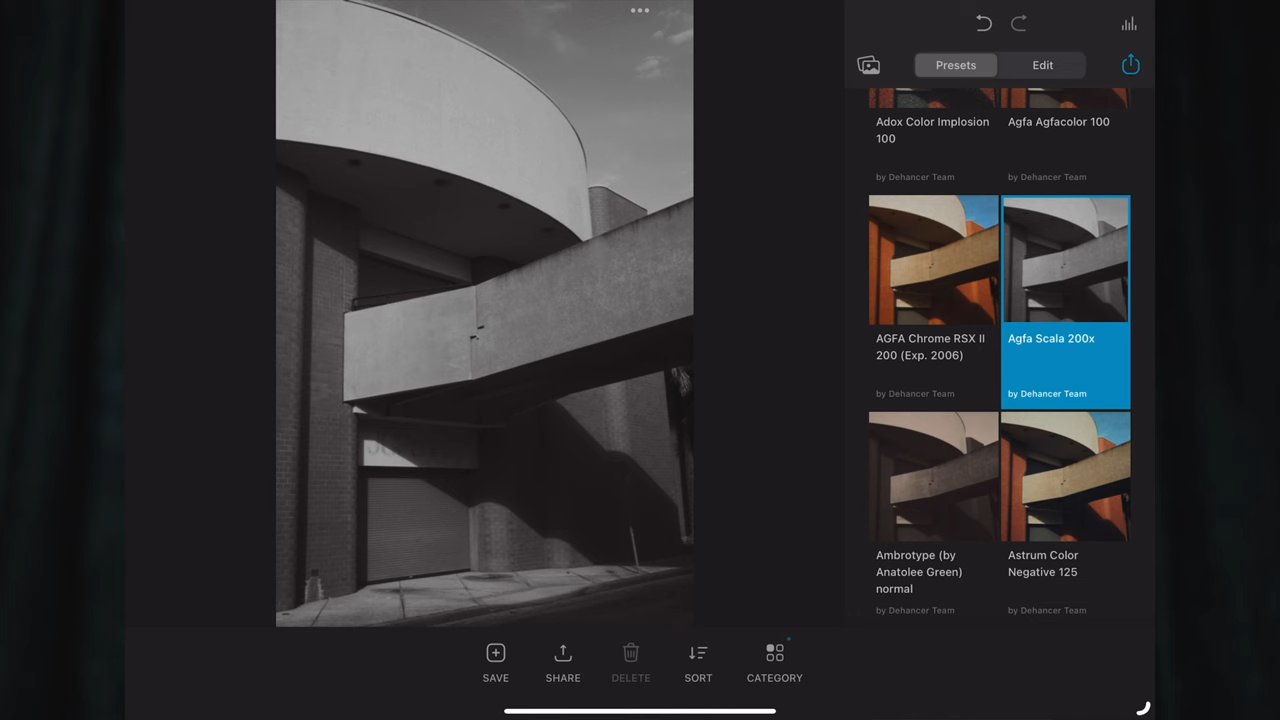 Presets
Edit
Adox Color Implosion
100
by Dehancer Team
Agfa Agfacolor 100
by Dehancer Team
AGFA Chrome RSX II
200 (Exp. 2006)
by Dehancer Team
Agfa Scala 200x
by Dehancer Team
Ambrotype (by
Anatolee Green)
normal
by Dehancer Team
Astrum Color
Negative 125
by Dehancer Team
SAVE
SHARE
DELETE
SORT
CATEGORY